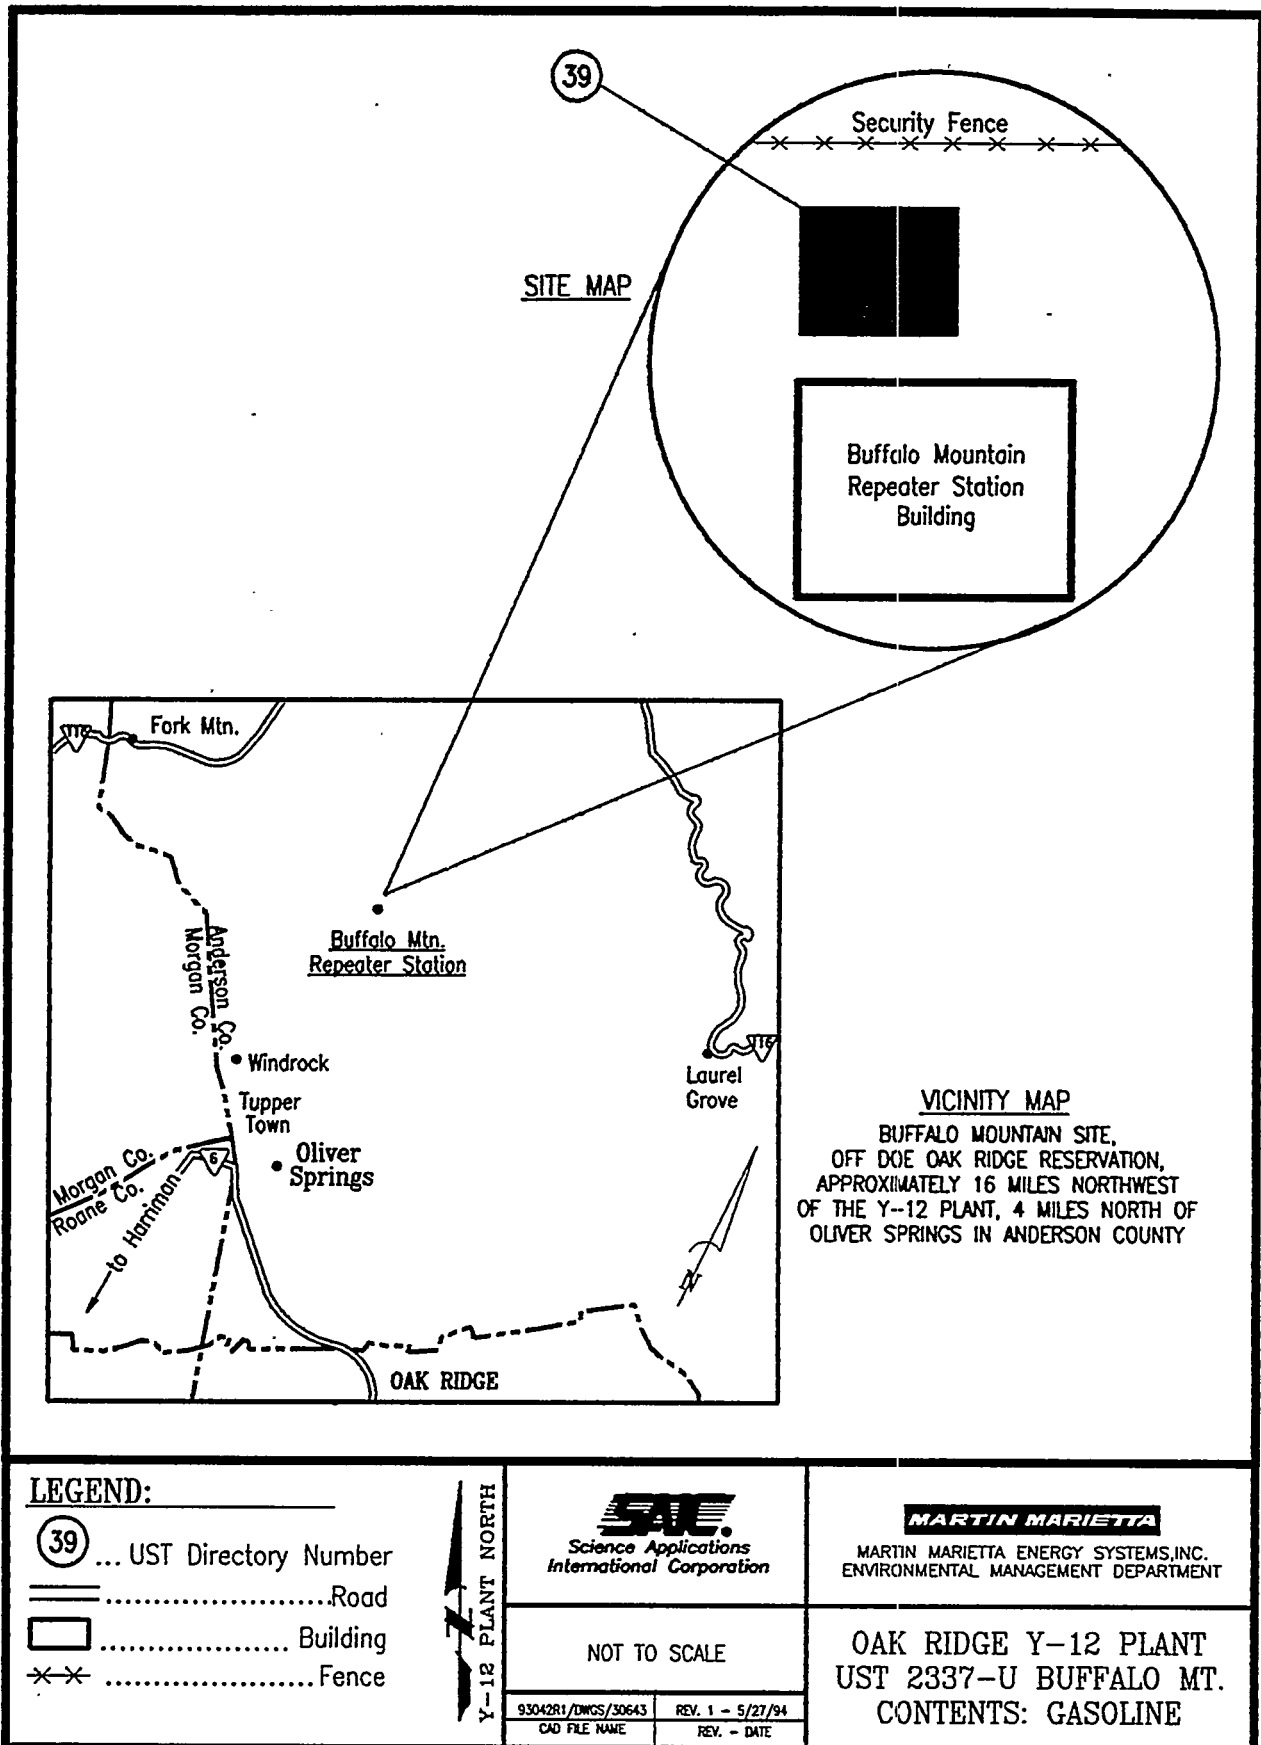 39
Security Fence
SITE MAP
Buffalo Mountain
Repeater Station
Building
116
Fork Mtn.
Buffalo Mtn.
Repeater Station
Anderson Co.
Morgan Co.
Windrock
Tupper
Town
Oliver
Springs
Morgan Co.
Roane Co.
6
to Harriman
Laurel
Grove
116
N
OAK RIDGE
VICINITY MAP
BUFFALO MOUNTAIN SITE,
OFF DOE OAK RIDGE RESERVATION,
APPROXIMATELY 16 MILES NORTHWEST
OF THE Y--12 PLANT, 4 MILES NORTH OF
OLIVER SPRINGS IN ANDERSON COUNTY
LEGEND:
39 ... UST Directory Number
.......................Road
................... Building
.....................Fence
N
Y-12 PLANT NORTH
SAIC.
Science Applications
International Corporation
NOT TO SCALE
93042R1/DWGS/30643
CAD FILE NAME
REV. 1 - 5/27/94
REV. - DATE
MARTIN MARIETTA
MARTIN MARIETTA ENERGY SYSTEMS,INC.
ENVIRONMENTAL MANAGEMENT DEPARTMENT
OAK RIDGE Y-12 PLANT
UST 2337-U BUFFALO MT.
CONTENTS: GASOLINE